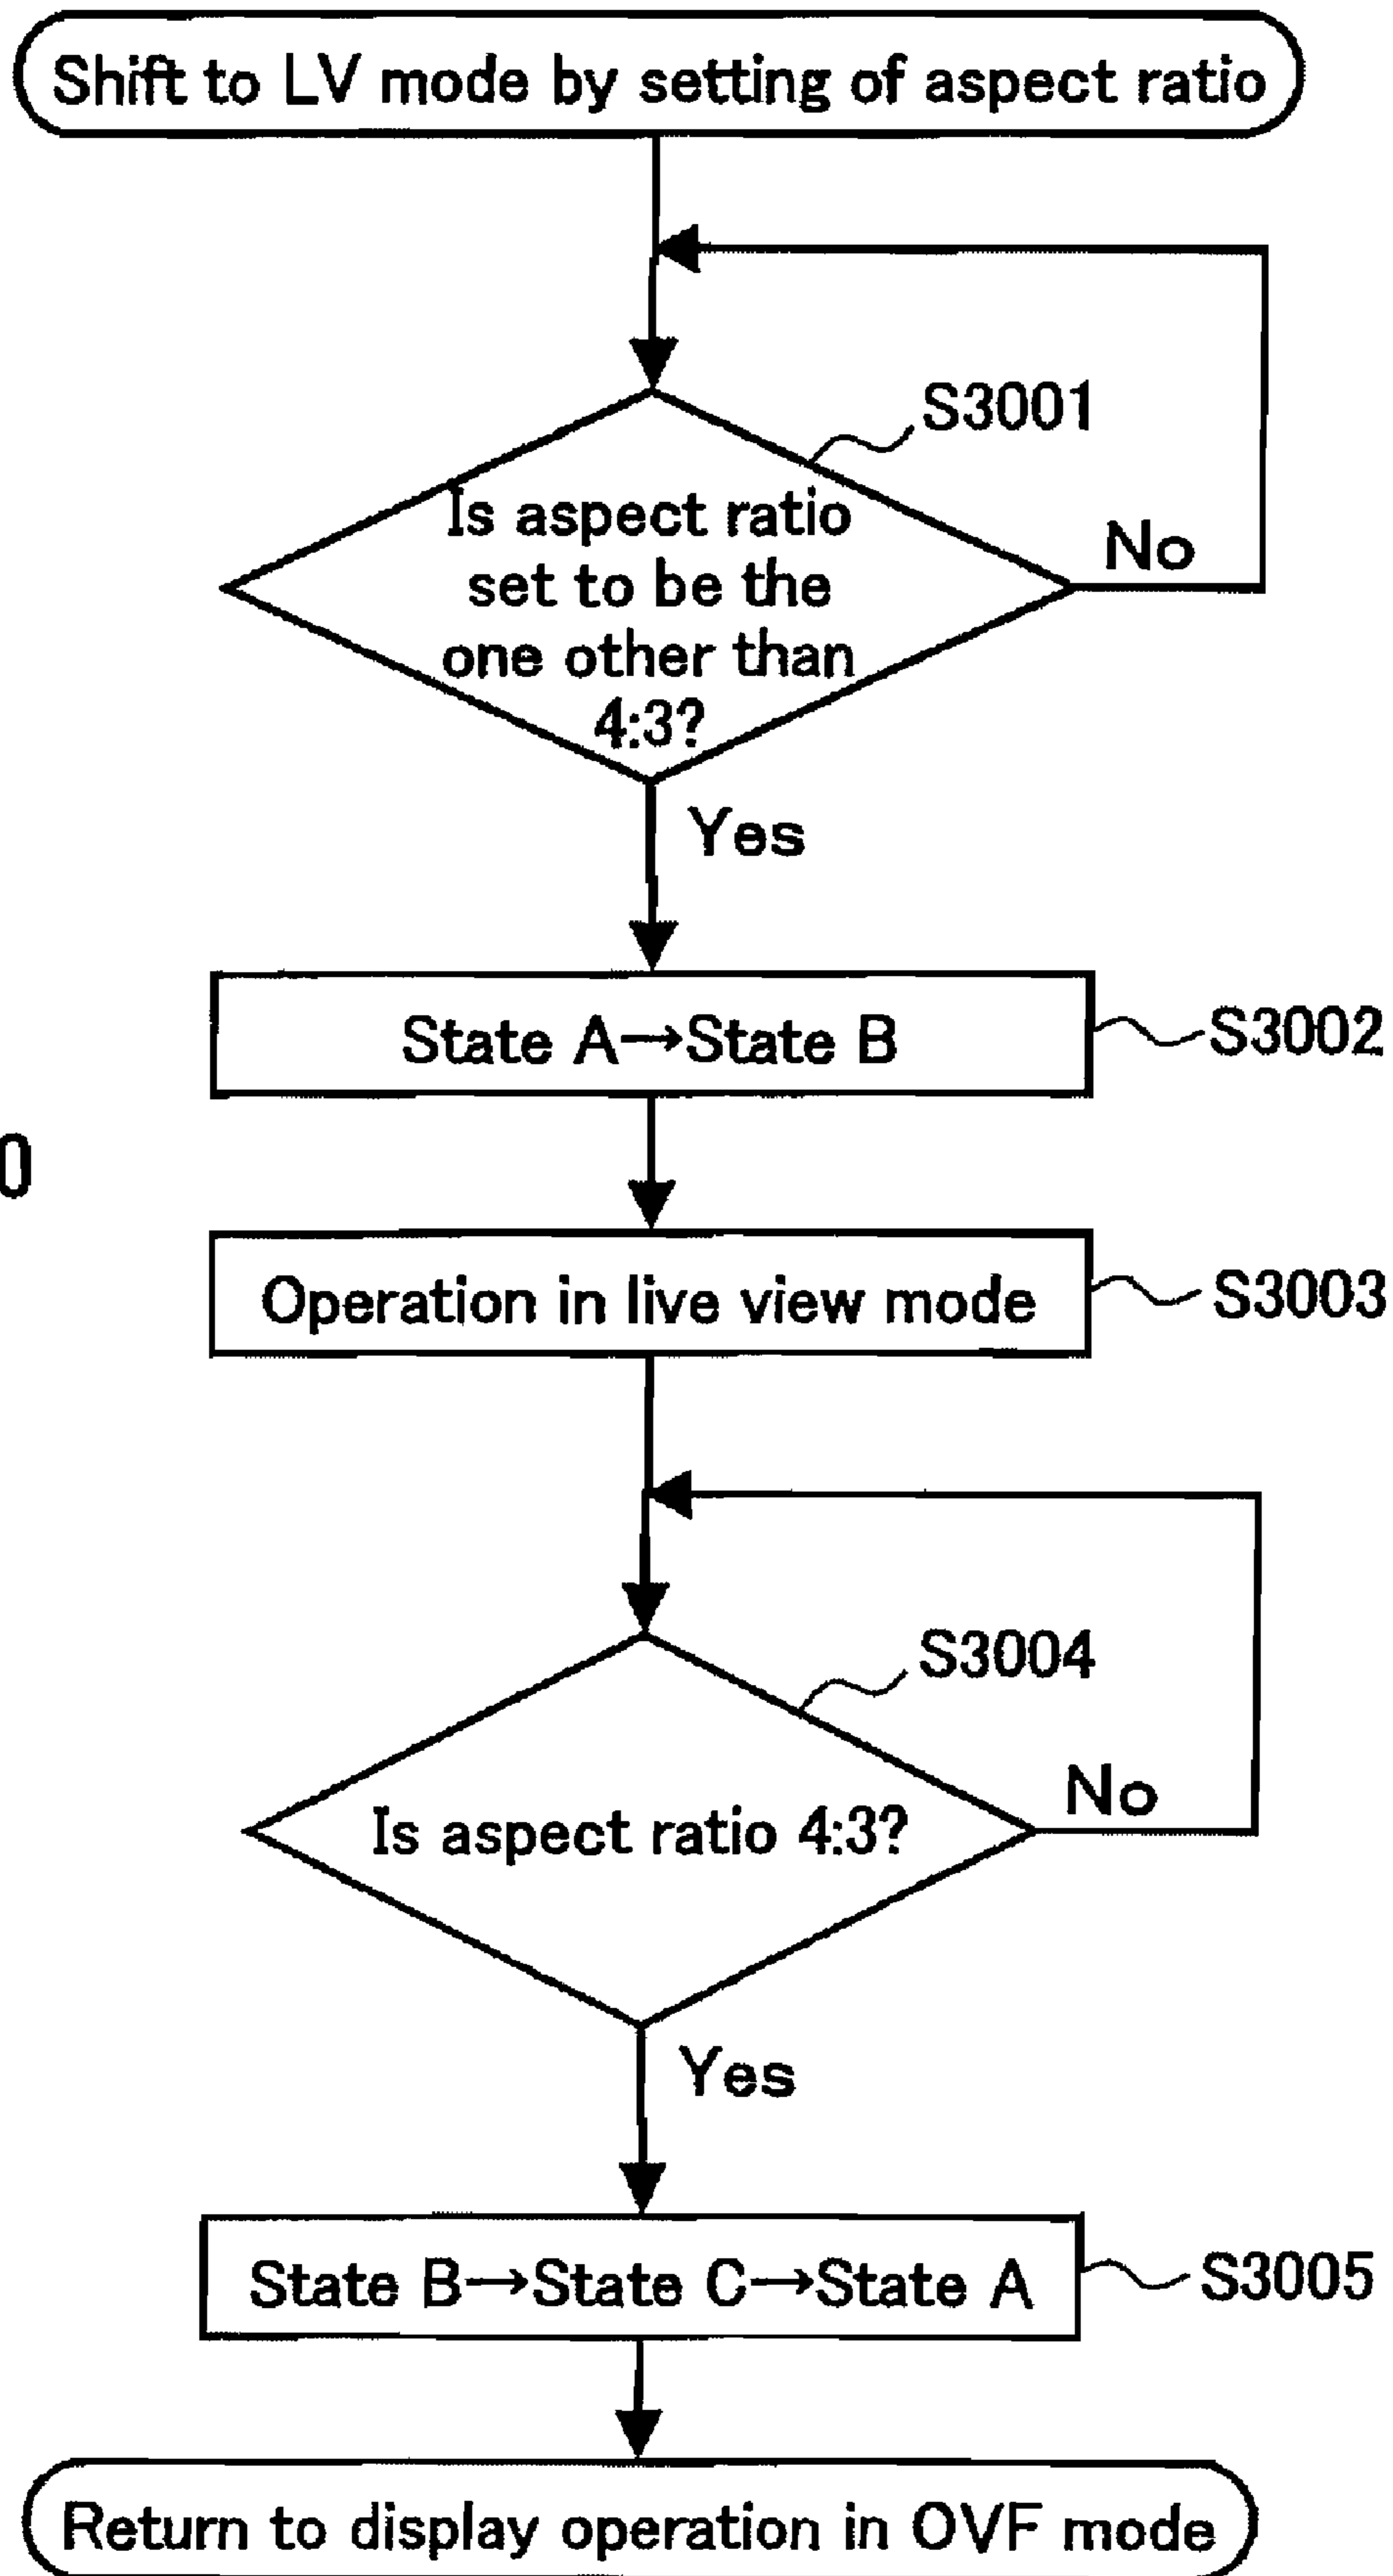 Shift to LV mode by setting of aspect ratio
S3001
Is aspect ratio
set to be the
one other than
4:3?
No
Yes
State A→State B
S3002
0
Operation in live view mode
S3003
S3004
Is aspect ratio 4:3?
No
Yes
State B→State C→State A
S3005
Return to display operation in OVF mode